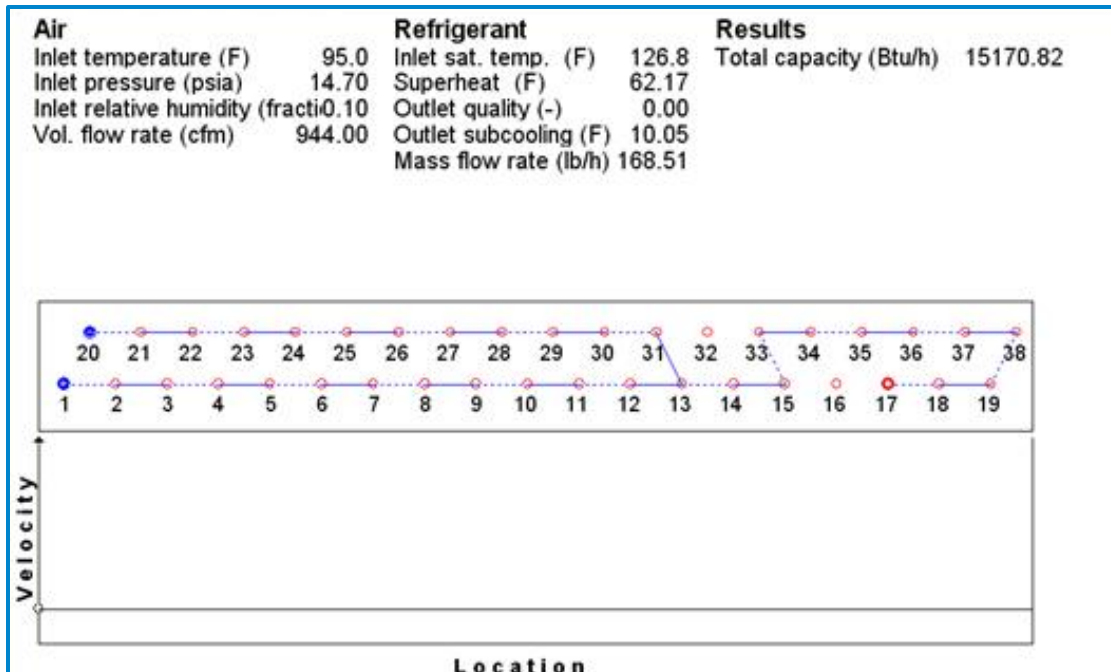 Air Refrigerant Results
Inlet temperature (F) 95.0 Inlet sat. temp. (F) 126.8 Total capacity (Btu/h) 15170.82
Inlet pressure (psia) 14.70 Superheat (F) 62.17
Inlet relative humidity (fracti0.10 Outlet quality (-) 0.00
Vol. flow rate (cfm) 944.00 Outlet subcooling (F) 10.05
Mass flow rate (lb/h) 168.51
20 21 22 23 24 25 26 27 28 29 30 31 32 33 34 35 36 37 38
1 2 3 4 5 6 7 8 9 10 11 12 13 14 15 16 17 18 19
Velocity
Location